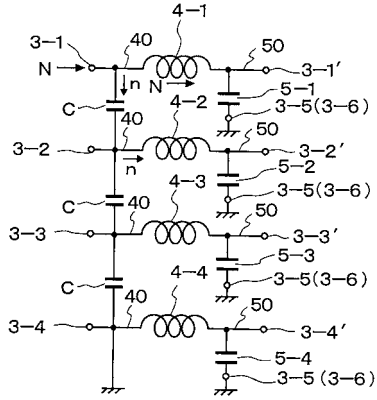 4-1
3-1 40 50
N n N 3-1'
5-1
C 4-2 3-5(3-6)
40 50
3-2 3-2'
n 5-2
4-3 3-5(3-6)
C 40 50
3-3 3-3'
4-4 5-3
C 40 3-5(3-6)
50
3-4 3-4'
5-4
3-5(3-6)